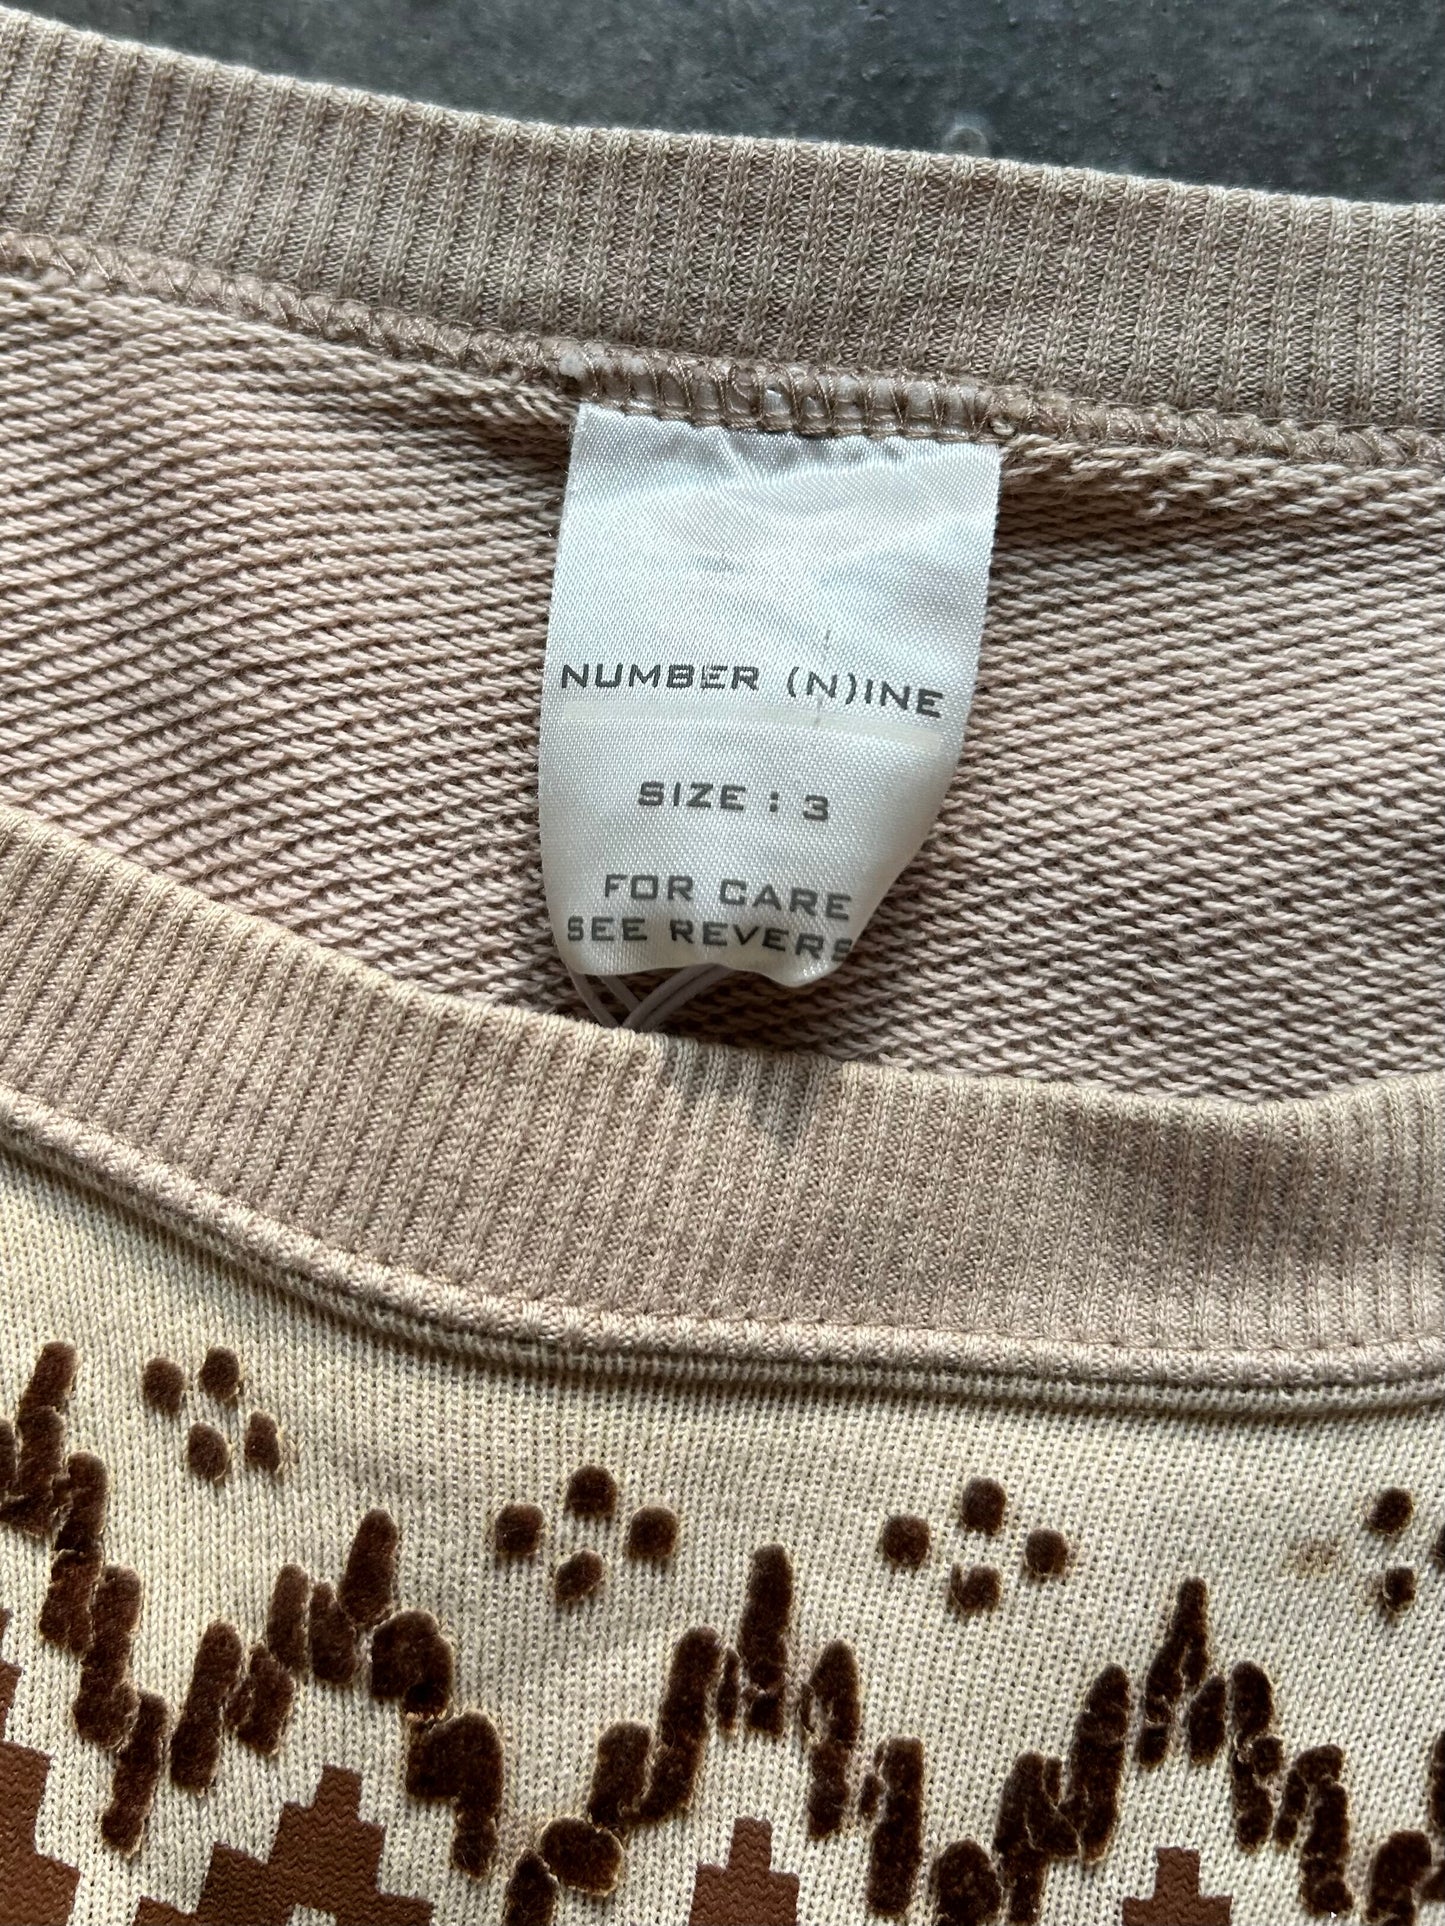 NUMBER (N)INE
SIZE : 3
FOR CARE
SEE REVERS